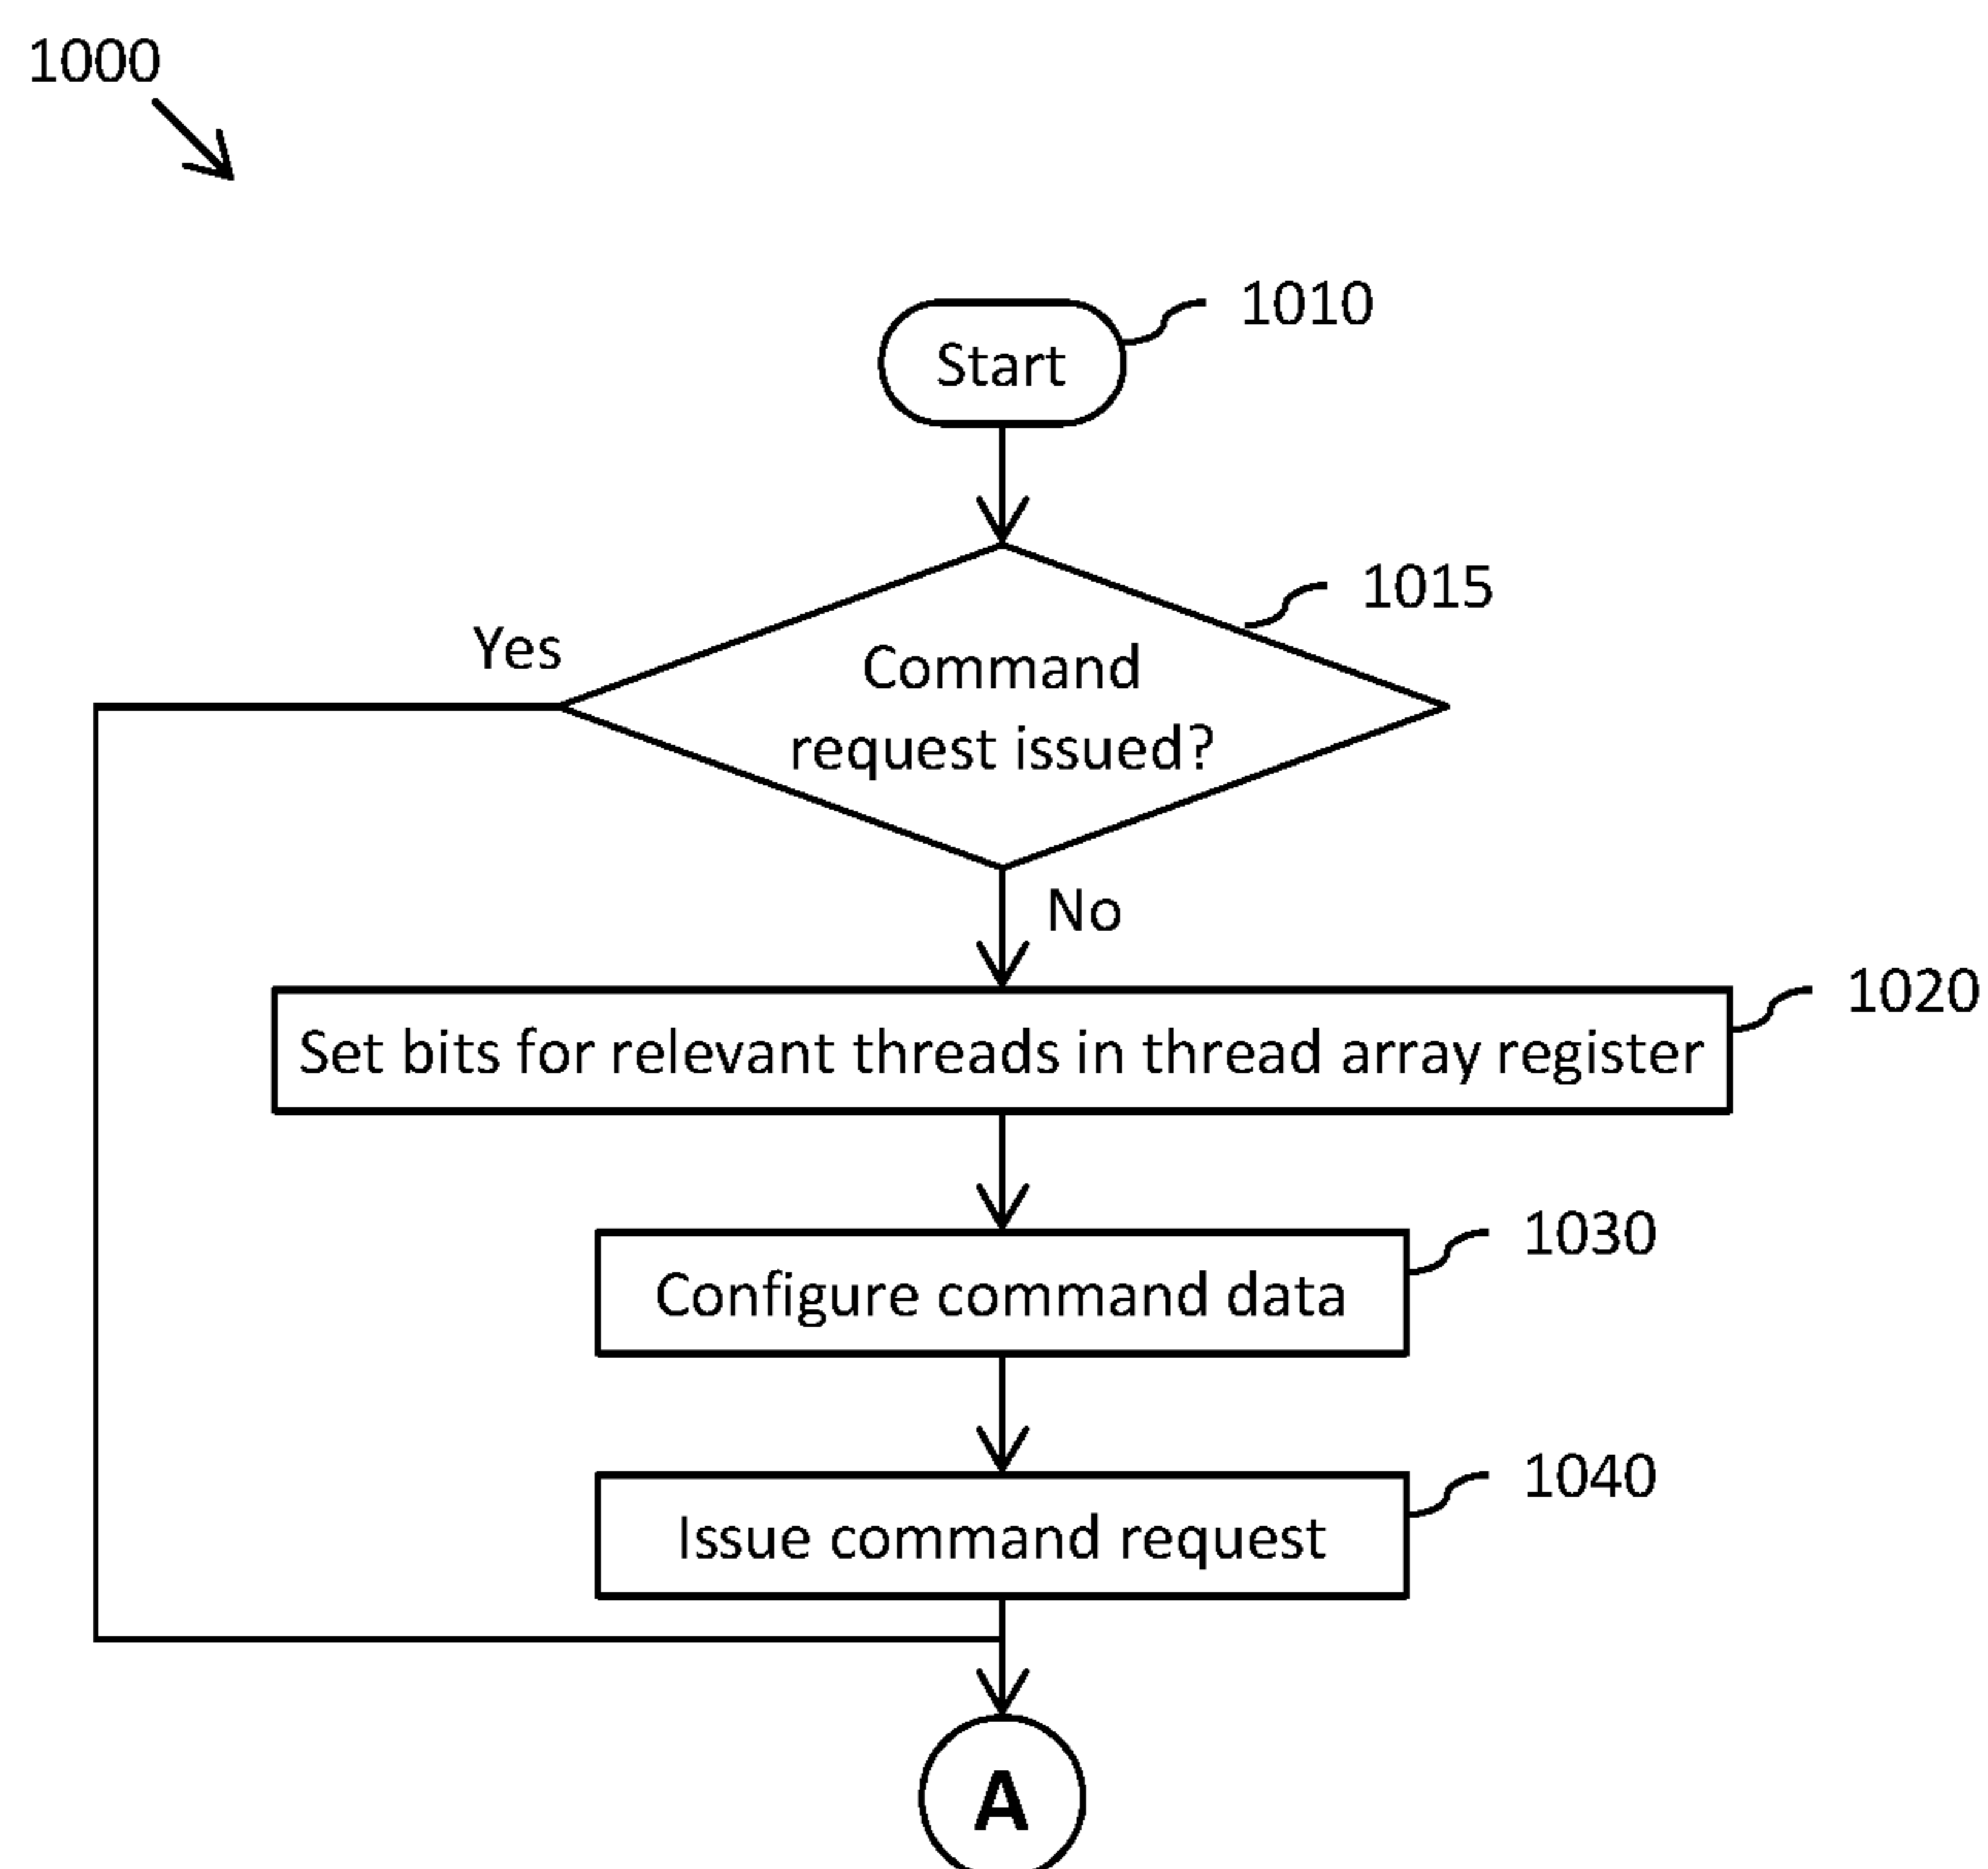 1000
Start
1010
1015
Yes
Command
request issued?
No
1020
Set bits for relevant threads in thread array register
1030
Configure command data
1040
Issue command request
A